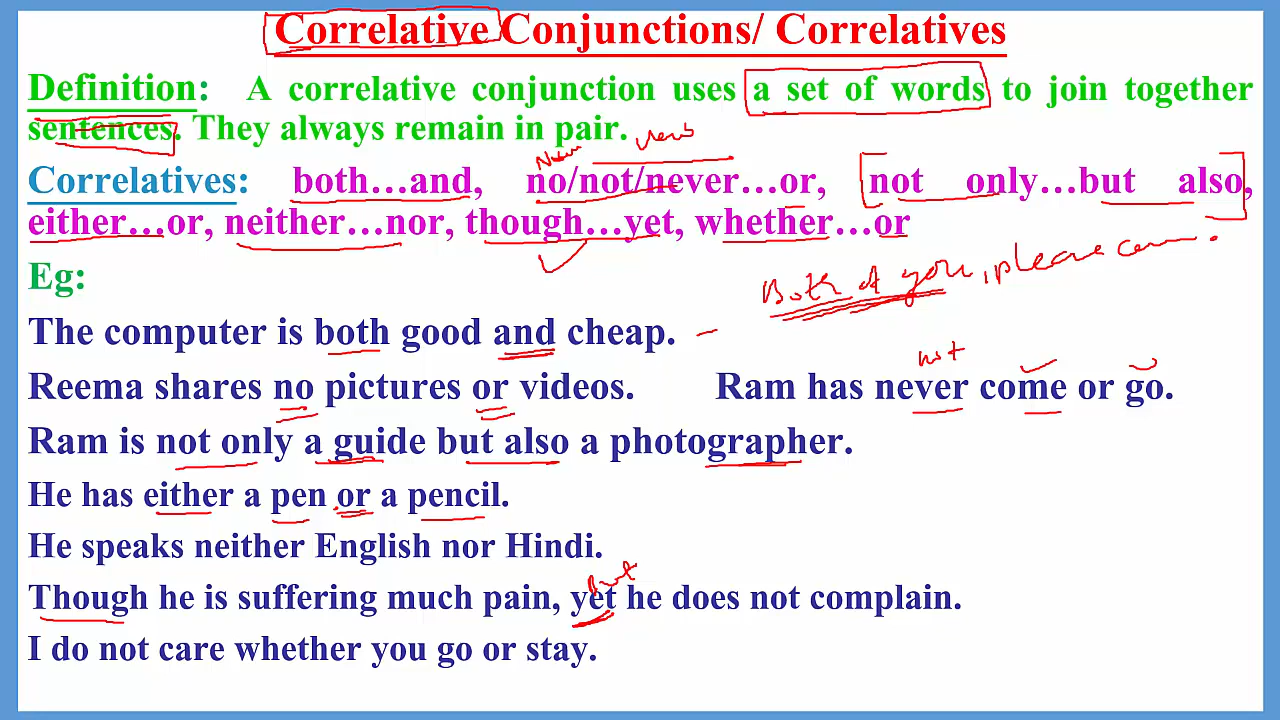 Correlative Conjunctions/ Correlatives
Definition: A correlative conjunction uses a set of words to join together
sentences. They always remain in pair.
verb
Noun
Correlatives: both…and, no/not/never…or, not only…but also,
either…or, neither…nor, though…yet, whether…or
Eg:
Both of you, please
The computer is both good and cheap.
not
Reema shares no pictures or videos. Ram has never come or go.
Ram is not only a guide but also a photographer.
He has either a pen or a pencil.
He speaks neither English nor Hindi.
but
Though he is suffering much pain, yet he does not complain.
I do not care whether you go or stay.